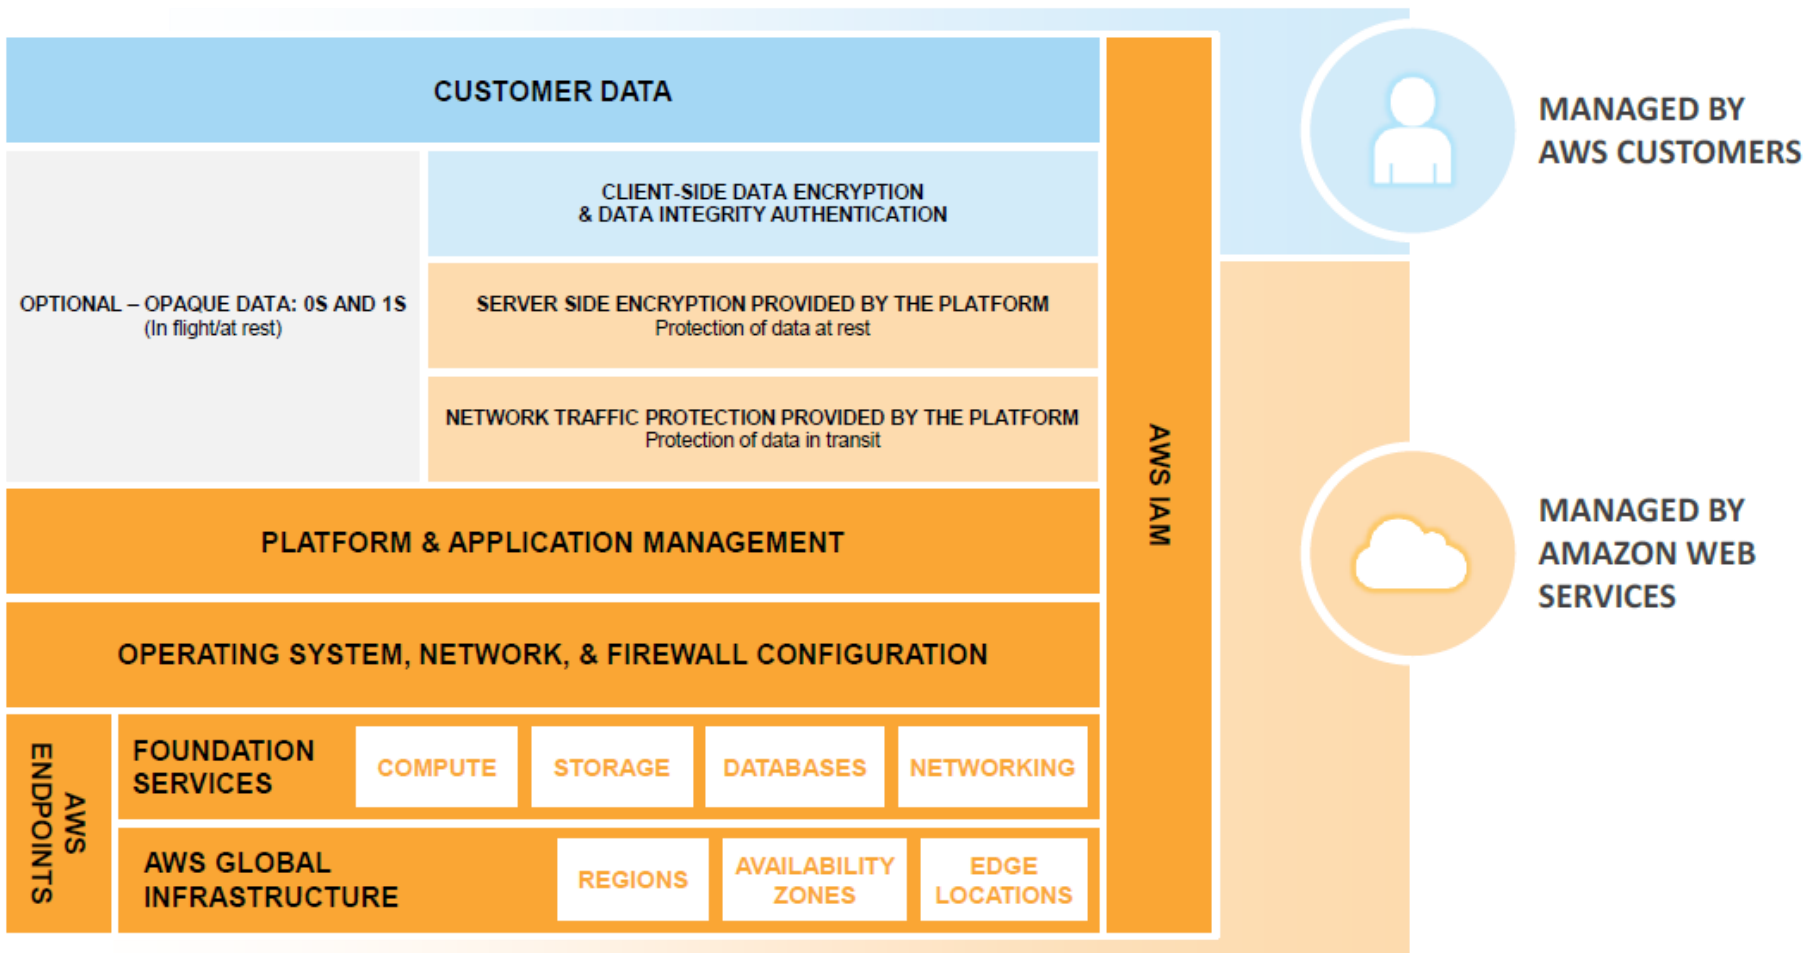 CUSTOMER DATA
CLIENT-SIDE DATA ENCRYPTION
& DATA INTEGRITY AUTHENTICATION
OPTIONAL – OPAQUE DATA: 0S AND 1S
(In flight/at rest)
SERVER SIDE ENCRYPTION PROVIDED BY THE PLATFORM
Protection of data at rest
NETWORK TRAFFIC PROTECTION PROVIDED BY THE PLATFORM
Protection of data in transit
PLATFORM & APPLICATION MANAGEMENT
OPERATING SYSTEM, NETWORK, & FIREWALL CONFIGURATION
AWS
ENDPOINTS
FOUNDATION
SERVICES
COMPUTE
STORAGE
DATABASES
NETWORKING
AWS GLOBAL
INFRASTRUCTURE
REGIONS
AVAILABILITY
ZONES
EDGE
LOCATIONS
AWS IAM
MANAGED BY
AWS CUSTOMERS
MANAGED BY
AMAZON WEB
SERVICES